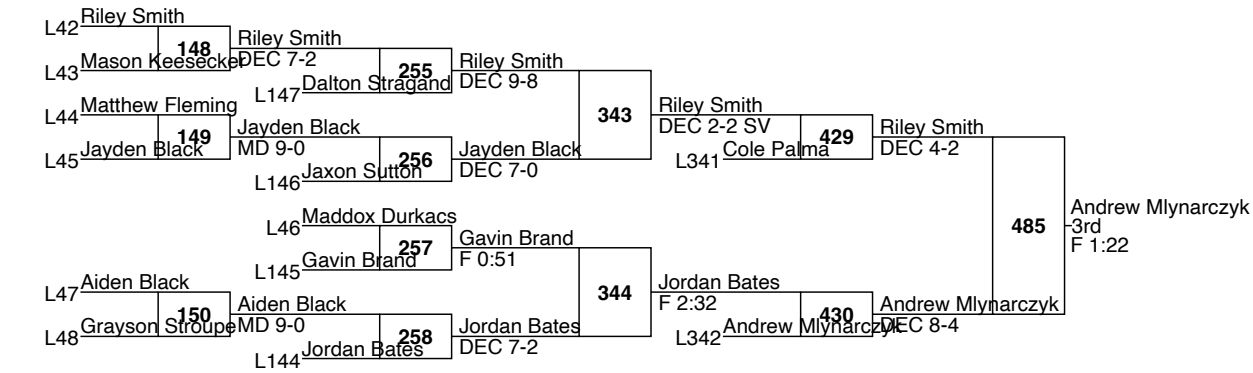 Riley Smith
L42
148
Riley Smith
Mason Keesecker
DEC 7-2
L43
255
Riley Smith
Dalton Stragand
DEC 9-8
L147
Matthew Fleming
L44
343
Riley Smith
DEC 2-2 SV
149
Jayden Black
429
Riley Smith
Jayden Black
MD 9-0
L45
256
Jayden Black
Cole Palma
DEC 4-2
L341
Jaxon Sutton
DEC 7-0
L146
Maddox Durkacs
L46
257
Gavin Brand
Gavin Brand
F 0:51
L145
485
Andrew Mlynarczyk
3rd
F 1:22
Aiden Black
L47
344
Jordan Bates
F 2:32
150
Aiden Black
430
Andrew Mlynarczyk
Grayson Stroupe
MD 9-0
L48
258
Jordan Bates
Andrew Mlynarczyk
DEC 8-4
L342
Jordan Bates
DEC 7-2
L144